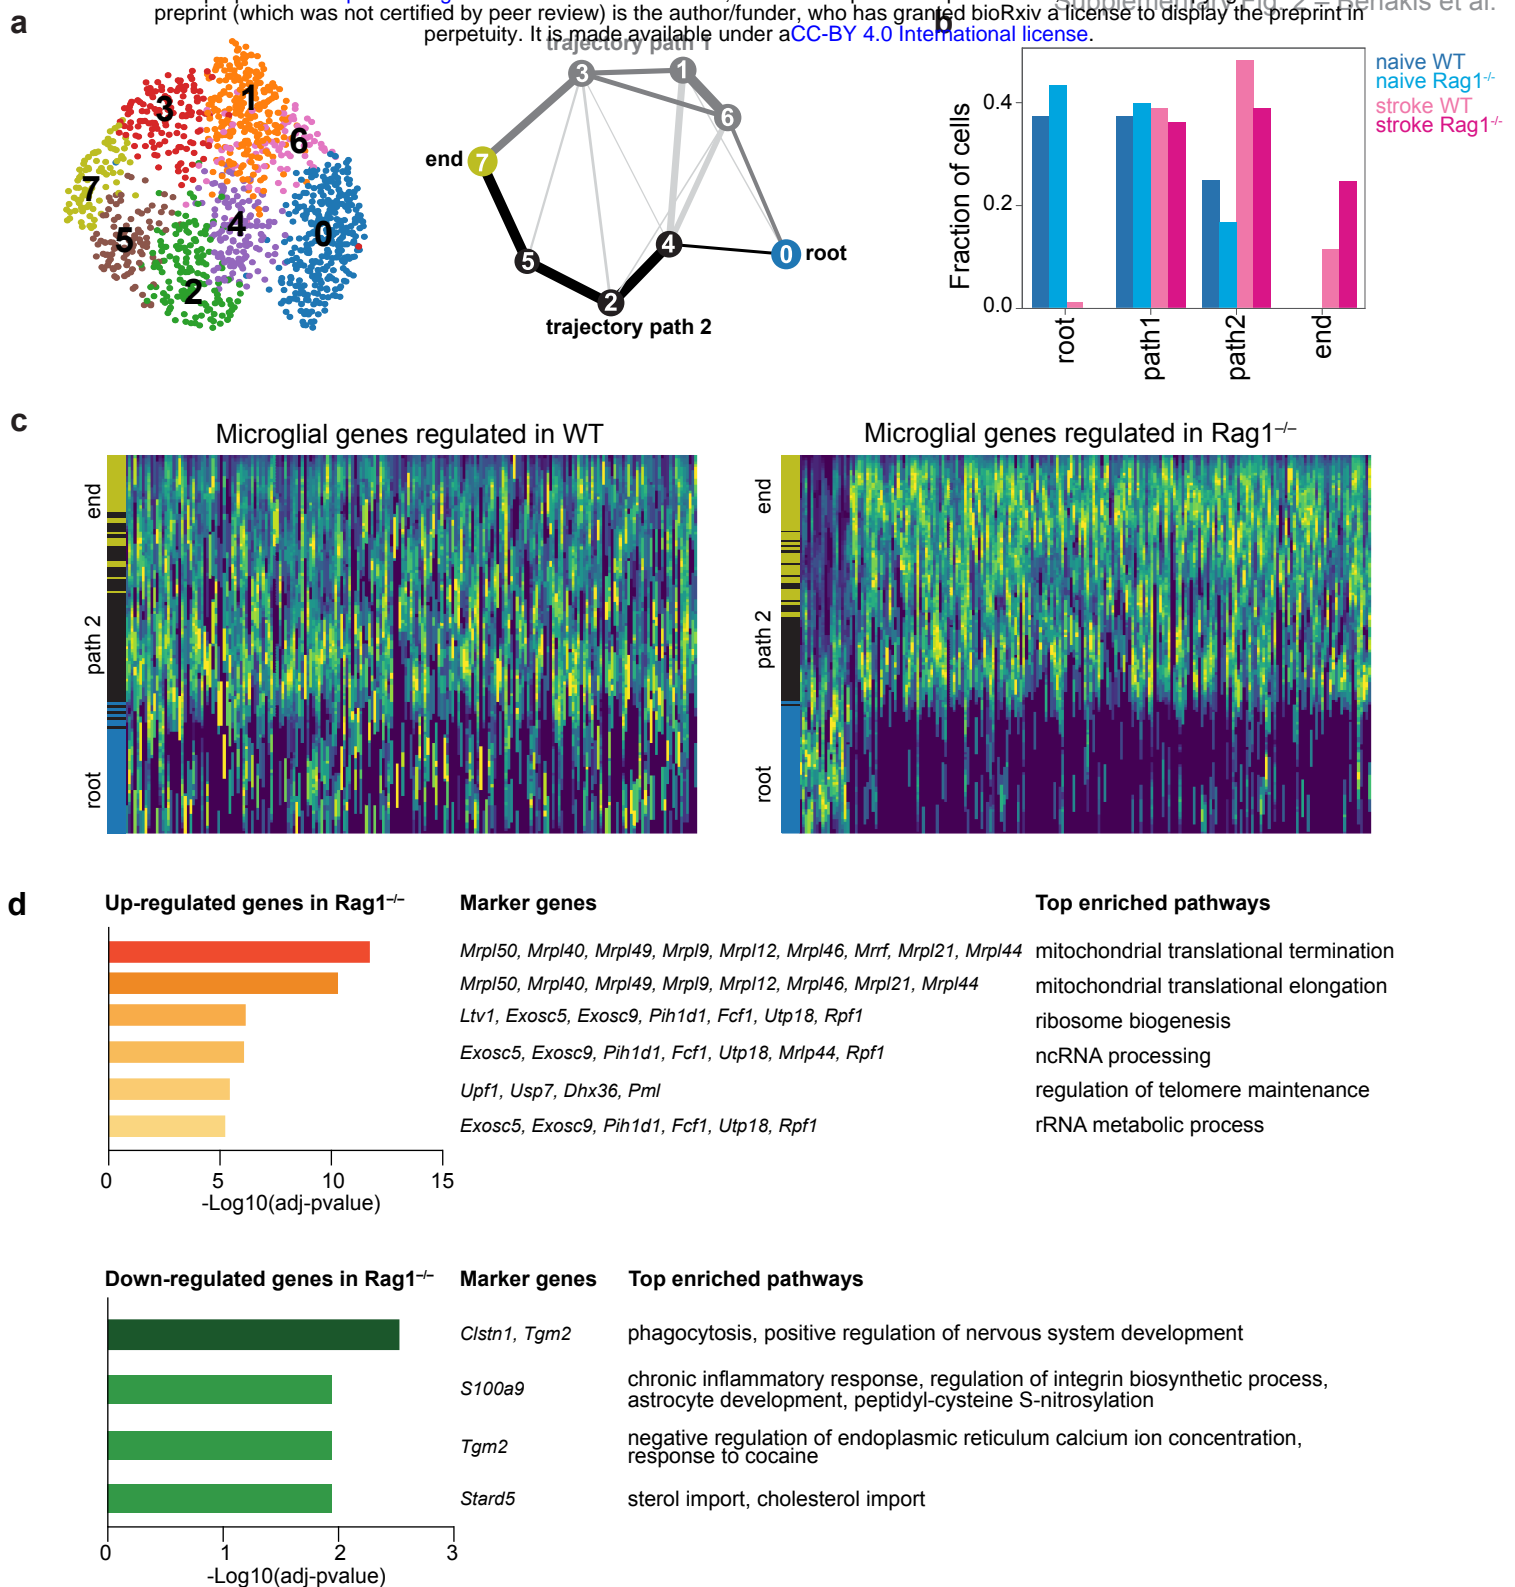 preprint (which was not certified by peer review) is the author/funder, who has granted bioRxiv a license to display the preprint in
perpetuity. It is made available under aCC-BY 4.0 International license.
Supplementary Fig. 2 – Benakis et al.
a
3
1
6
7
4
0
5
2
trajectory path 1
3
1
6
end
7
4
0
root
5
2
trajectory path 2
b
naive WT
naive Rag1-/-
stroke WT
stroke Rag1-/-
Fraction of cells
0.4
0.2
0.0
root
path1
path2
end
c
Microglial genes regulated in WT
end
path 2
root
Microglial genes regulated in Rag1–/–
end
path 2
root
d
Up-regulated genes in Rag1–/–
Marker genes
Top enriched pathways
Mrpl50, Mrpl40, Mrpl49, Mrpl9, Mrpl12, Mrpl46, Mrrf, Mrpl21, Mrpl44
mitochondrial translational termination
Mrpl50, Mrpl40, Mrpl49, Mrpl9, Mrpl12, Mrpl46, Mrpl21, Mrpl44
mitochondrial translational elongation
Ltv1, Exosc5, Exosc9, Pih1d1, Fcf1, Utp18, Rpf1
ribosome biogenesis
Exosc5, Exosc9, Pih1d1, Fcf1, Utp18, Mrlp44, Rpf1
ncRNA processing
Upf1, Usp7, Dhx36, Pml
regulation of telomere maintenance
Exosc5, Exosc9, Pih1d1, Fcf1, Utp18, Rpf1
rRNA metabolic process
0 5 10 15
-Log10(adj-pvalue)
Down-regulated genes in Rag1–/–
Marker genes
Top enriched pathways
Clstn1, Tgm2
phagocytosis, positive regulation of nervous system development
S100a9
chronic inflammatory response, regulation of integrin biosynthetic process,
astrocyte development, peptidyl-cysteine S-nitrosylation
Tgm2
negative regulation of endoplasmic reticulum calcium ion concentration,
response to cocaine
Stard5
sterol import, cholesterol import
0 1 2 3
-Log10(adj-pvalue)